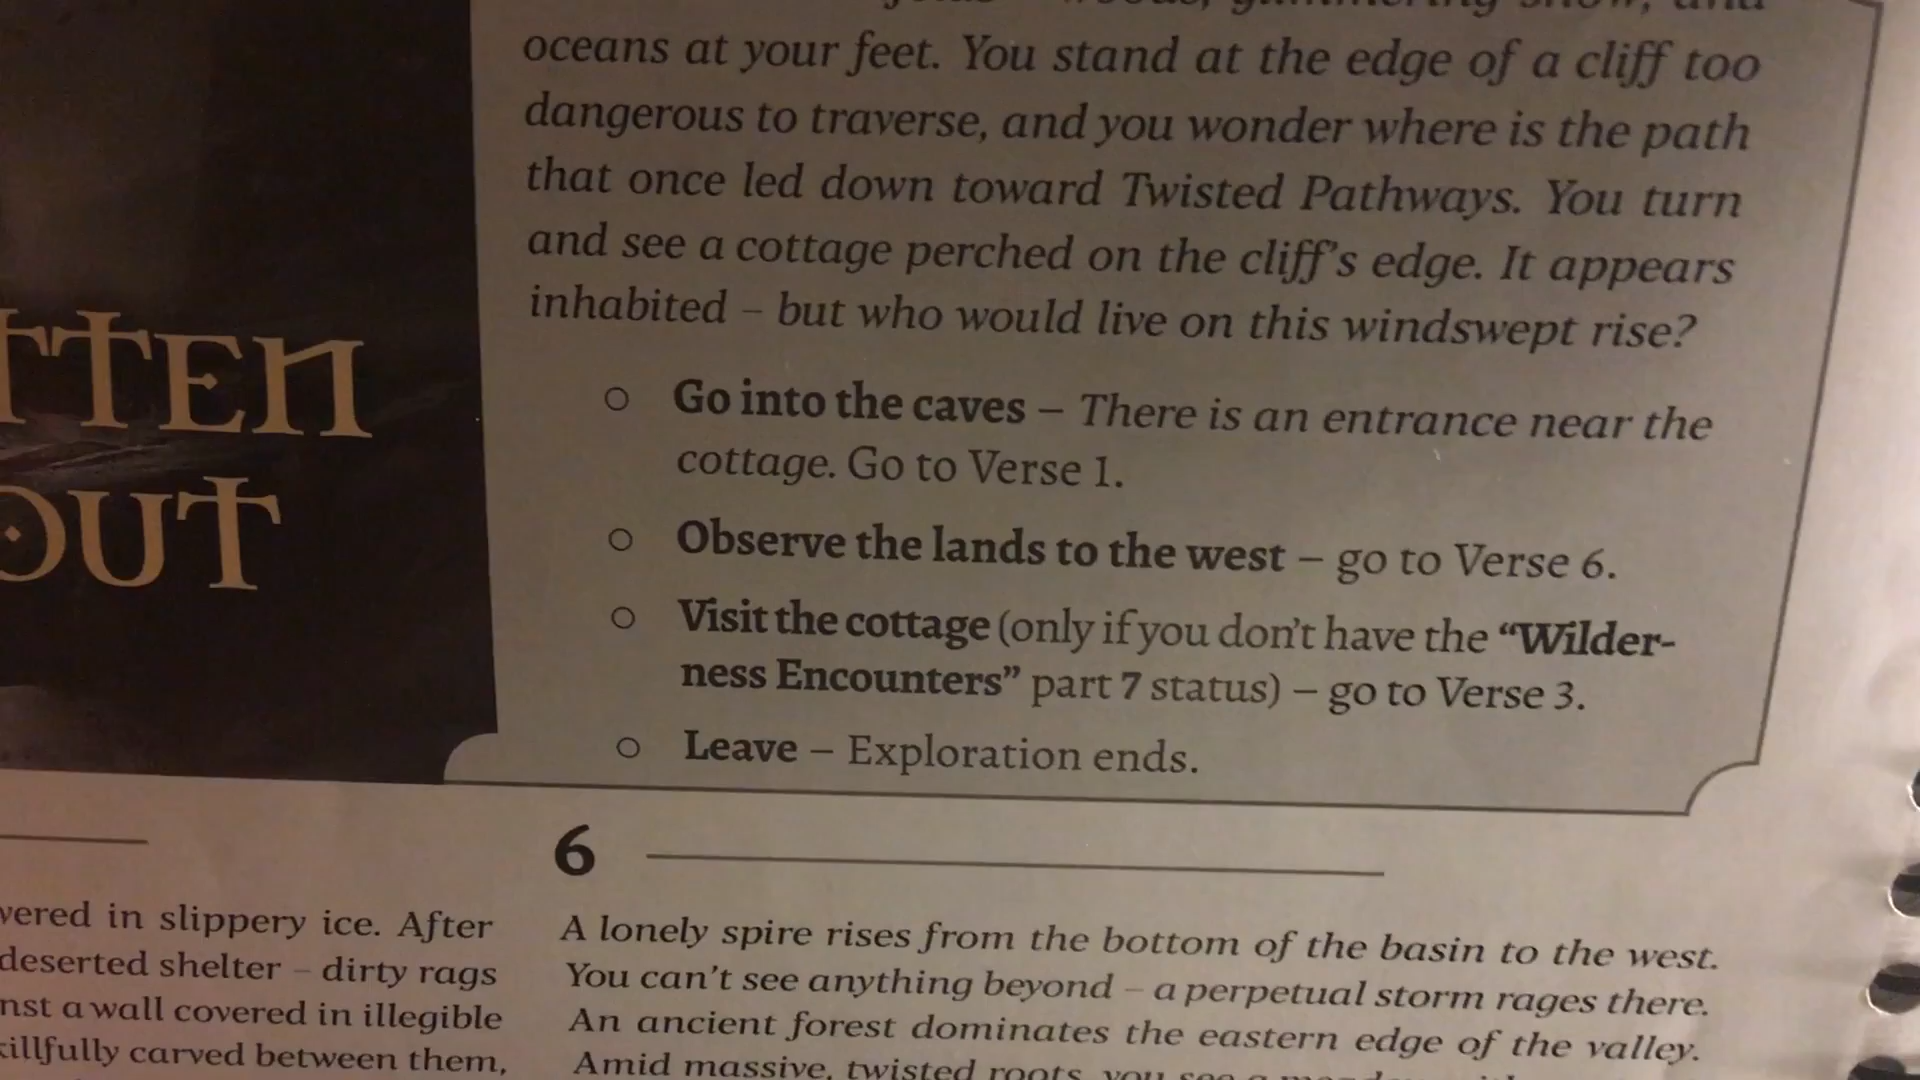 oceans at your feet. You stand at the edge of a cliff too
dangerous to traverse, and you wonder where is the path
that once led down toward Twisted Pathways. You turn
and see a cottage perched on the cliff's edge. It appears
inhabited – but who would live on this windswept rise?
○ Go into the caves – There is an entrance near the
cottage. Go to Verse 1.
○ Observe the lands to the west – go to Verse 6.
○ Visit the cottage (only if you don't have the “Wilder-
ness Encounters” part 7 status) – go to Verse 3.
○ Leave – Exploration ends.
TTEN
OUT
vered in slippery ice. After
deserted shelter – dirty rags
nst a wall covered in illegible
killfully carved between them,
6
A lonely spire rises from the bottom of the basin to the west.
You can't see anything beyond – a perpetual storm rages there.
An ancient forest dominates the eastern edge of the valley.
Amid massive, twisted roots, you see a